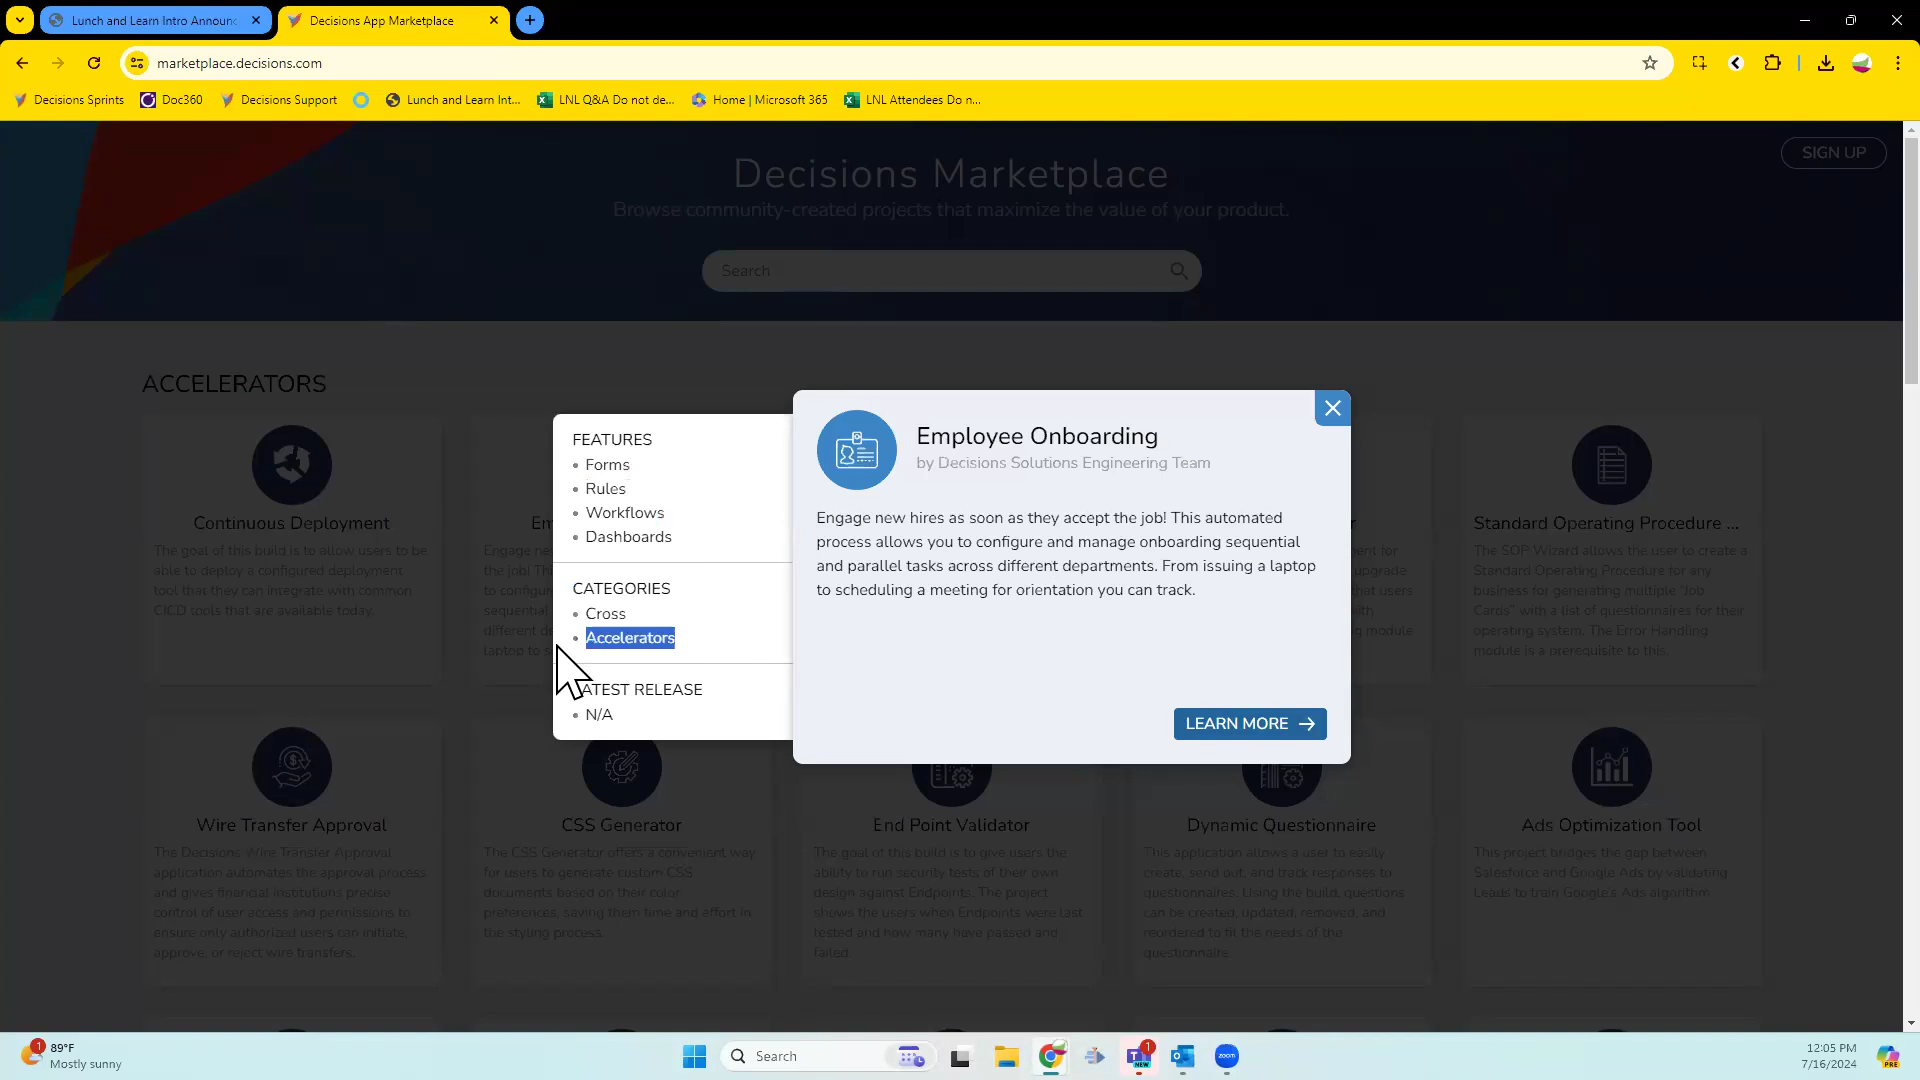 Lunch and Learn Intro Announc
Decisions App Marketplace
marketplace.decisions.com
Decisions Sprints
Doc360
Decisions Support
Lunch and Learn Int...
LNL Q&A Do not de...
Home | Microsoft 365
LNL Attendees Do n...
SIGN UP
Decisions Marketplace
Browse community-created projects that maximize the value of your product.
Search
ACCELERATORS
FEATURES
Forms
Rules
Workflows
Dashboards
CATEGORIES
Cross
Accelerators
ATEST RELEASE
N/A
Employee Onboarding
by Decisions Solutions Engineering Team
Engage new hires as soon as they accept the job! This automated
process allows you to configure and manage onboarding sequential
and parallel tasks across different departments. From issuing a laptop
to scheduling a meeting for orientation you can track.
LEARN MORE
Continuous Deployment
The goal of this build is to allow users to be
able to deploy a configured deployment
tool that they can integrate with common
CICD tools that are available today.
Em
Engage ne
the job! Th
to configu
sequential
different de
laptop to s
Standard Operating Procedure ...
The SOP Wizard allows the user to create a
Standard Operating Procedure for any
business for generating multiple "Job
Cards" with a list of questionnaires for their
operating system. The Error Handling
module is a prerequisite to this.
Wire Transfer Approval
The Decisions Wire Transfer Approval
application automates the approval process
and gives financial institutions precise
control of user access and permissions to
ensure only authorized users can initiate,
approve, or reject wire transfers.
CSS Generator
The CSS Generator offers a convenient way
for users to generate custom CSS
documents based on their color
preferences, saving them time and effort in
the styling process.
End Point Validator
The goal of this build is to give users the
ability to run security tests of their own
design against Endpoints. The project
shows the users when Endpoints were last
tested and how many have passed and
failed.
Dynamic Questionnaire
This application allows a user to easily
create, send out, and track responses to
questionnaires. Using the build, questions
can be created, updated, removed, and
reordered to fit the needs of the
questionnaire.
Ads Optimization Tool
This project bridges the gap between
Salesforce and Google Ads by validating
Leads to train Google's Ads algorithm
1
89°F
Mostly sunny
Search
NEW
1
zoom
12:05 PM
7/16/2024
PRE